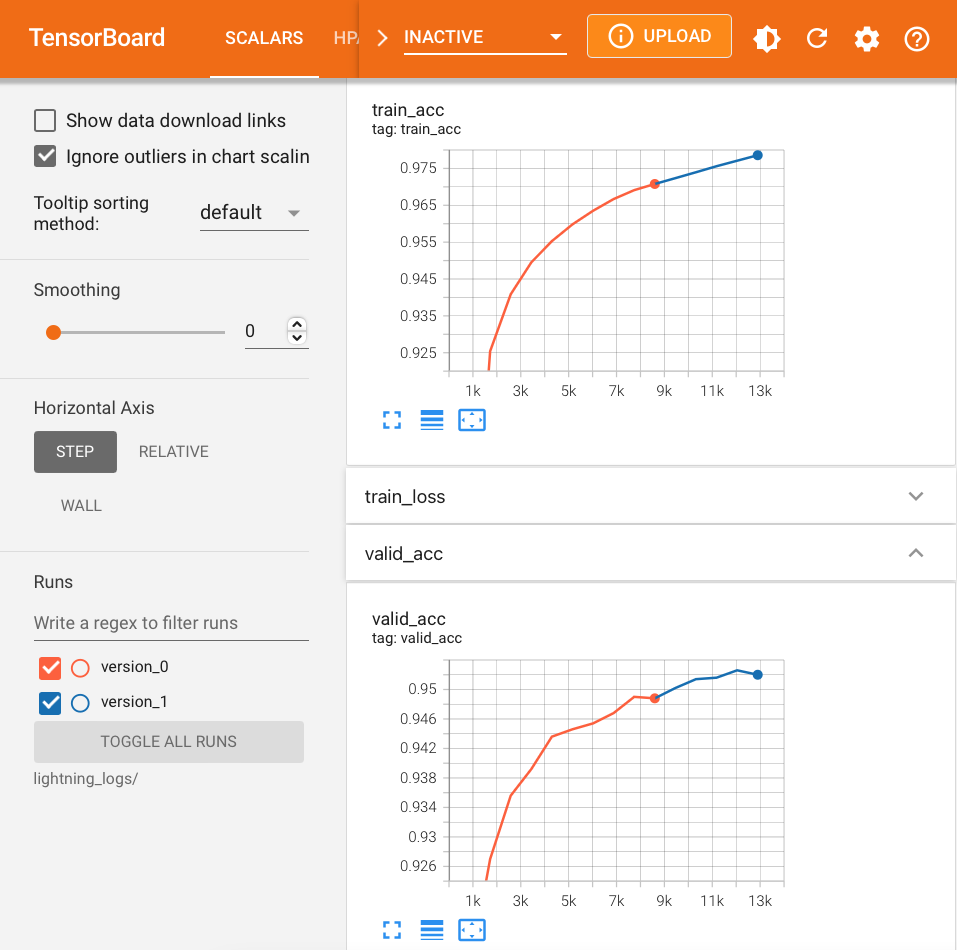 TensorBoard
SCALARS
HPA
INACTIVE
UPLOAD
Show data download links
Ignore outliers in chart scalin
Tooltip sorting
method:
default
Smoothing
0
Horizontal Axis
STEP
RELATIVE
WALL
Runs
Write a regex to filter runs
version_0
version_1
TOGGLE ALL RUNS
lightning_logs/
train_acc
tag: train_acc
0.975
0.965
0.955
0.945
0.935
0.925
1k 3k 5k 7k 9k 11k 13k
train_loss
valid_acc
valid_acc
tag: valid_acc
0.95
0.946
0.942
0.938
0.934
0.93
0.926
1k 3k 5k 7k 9k 11k 13k